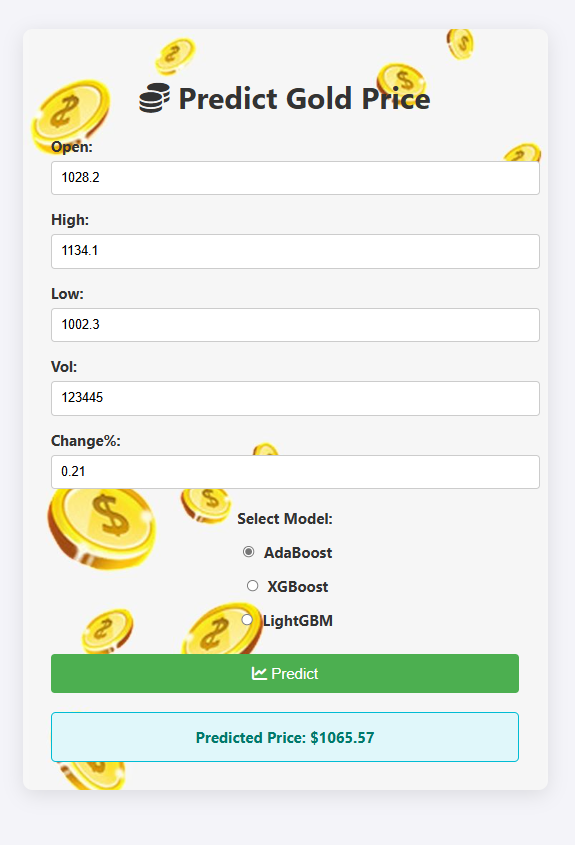 Predict Gold Price
Open:
1028.2
High:
1134.1
Low:
1002.3
Vol:
123445
Change%:
0.21
Select Model:
AdaBoost
XGBoost
LightGBM
Predict
Predicted Price: $1065.57